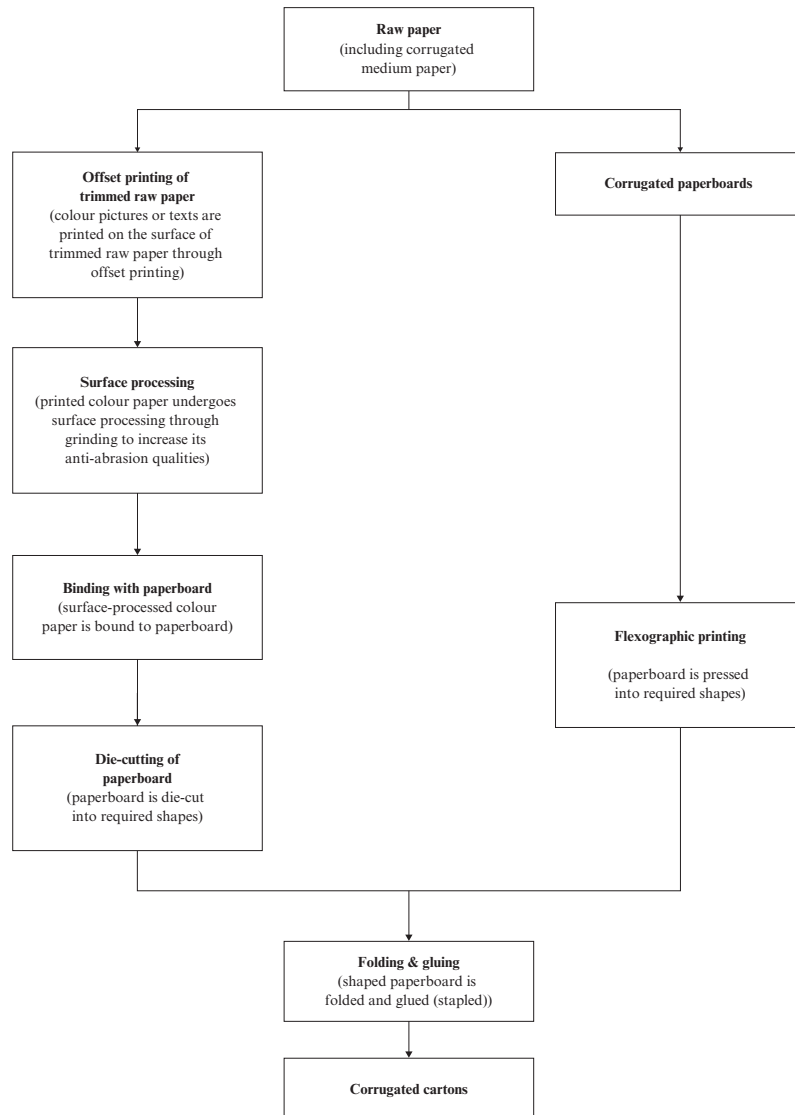 Raw paper
(including corrugated
medium paper)
Offset printing of
trimmed raw paper
(colour pictures or texts are
printed on the surface of
trimmed raw paper through
offset printing)
Corrugated paperboards
Surface processing
(printed colour paper undergoes
surface processing through
grinding to increase its
anti-abrasion qualities)
Binding with paperboard
(surface-processed colour
paper is bound to paperboard)
Flexographic printing
(paperboard is pressed
into required shapes)
Die-cutting of
paperboard
(paperboard is die-cut
into required shapes)
Folding & gluing
(shaped paperboard is
folded and glued (stapled))
Corrugated cartons